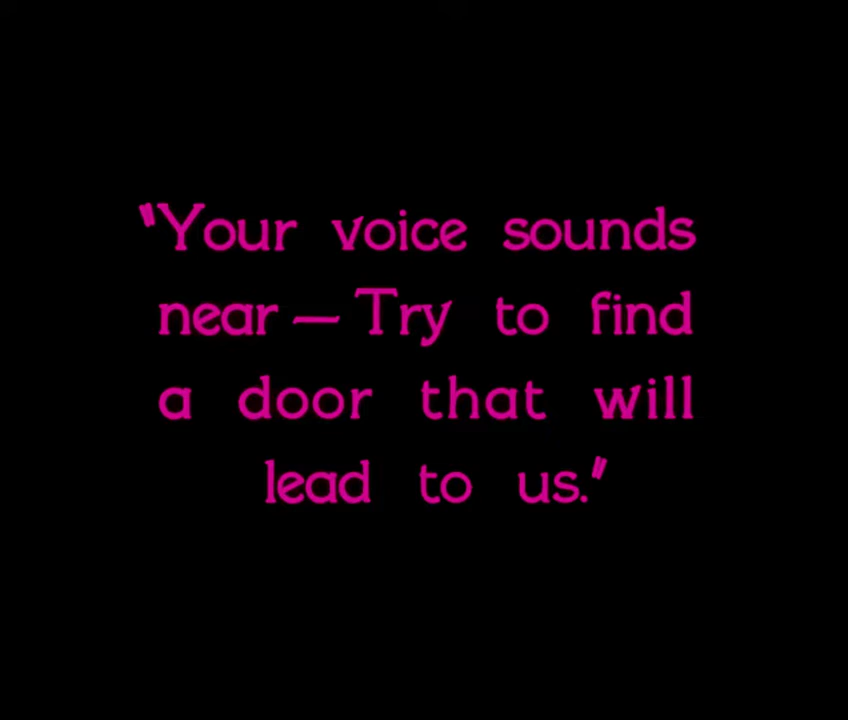 "Your voice sounds
near — Try to find
a door that will
lead to us."